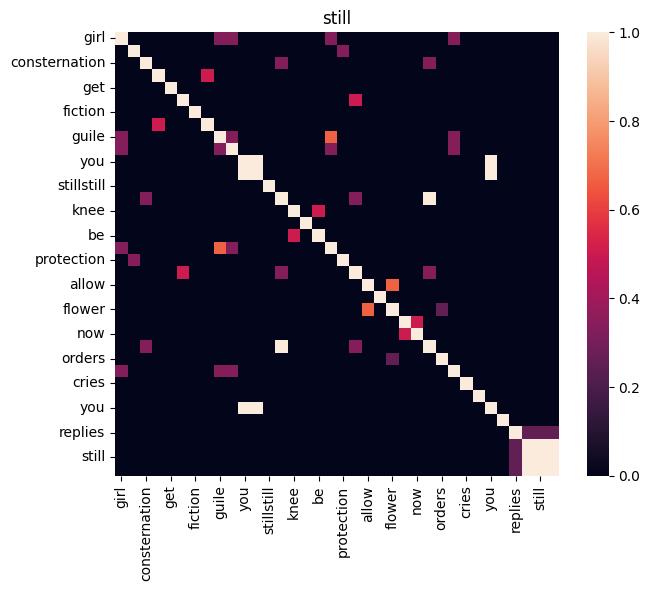 still
girl
consternation
get
fiction
guile
you
stillstill
knee
be
protection
allow
flower
now
orders
cries
you
replies
still
girl
consternation
get
fiction
guile
you
stillstill
knee
be
protection
allow
flower
now
orders
cries
you
replies
still
1.0
0.8
0.6
0.4
0.2
0.0